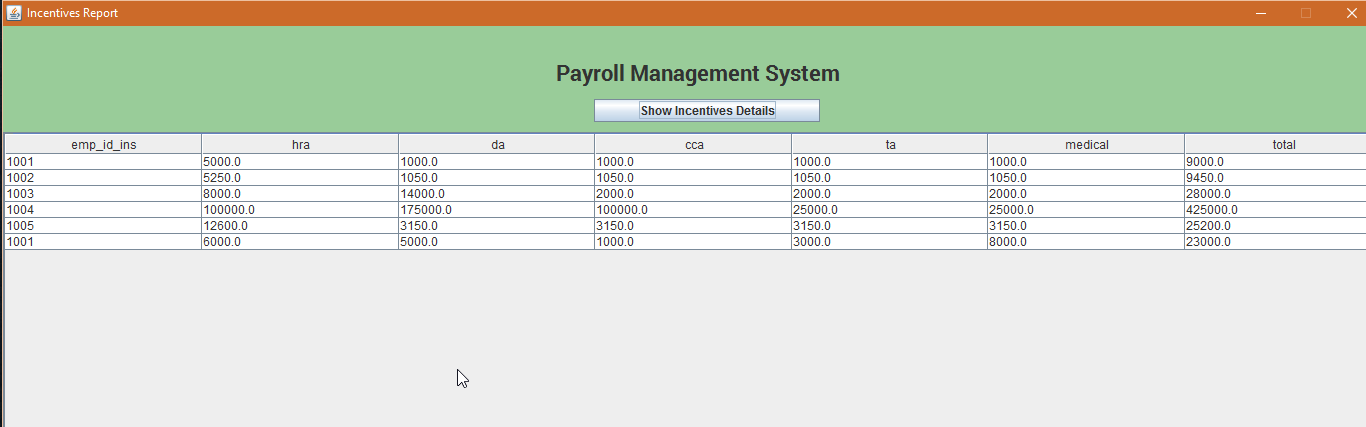 Incentives Report
Payroll Management System
Show Incentives Details
emp_id_ins hra da cca ta medical total
1001 5000.0 1000.0 1000.0 1000.0 1000.0 9000.0
1002 5250.0 1050.0 1050.0 1050.0 1050.0 9450.0
1003 8000.0 14000.0 2000.0 2000.0 2000.0 28000.0
1004 100000.0 175000.0 100000.0 25000.0 25000.0 425000.0
1005 12600.0 3150.0 3150.0 3150.0 3150.0 25200.0
1001 6000.0 5000.0 1000.0 3000.0 8000.0 23000.0